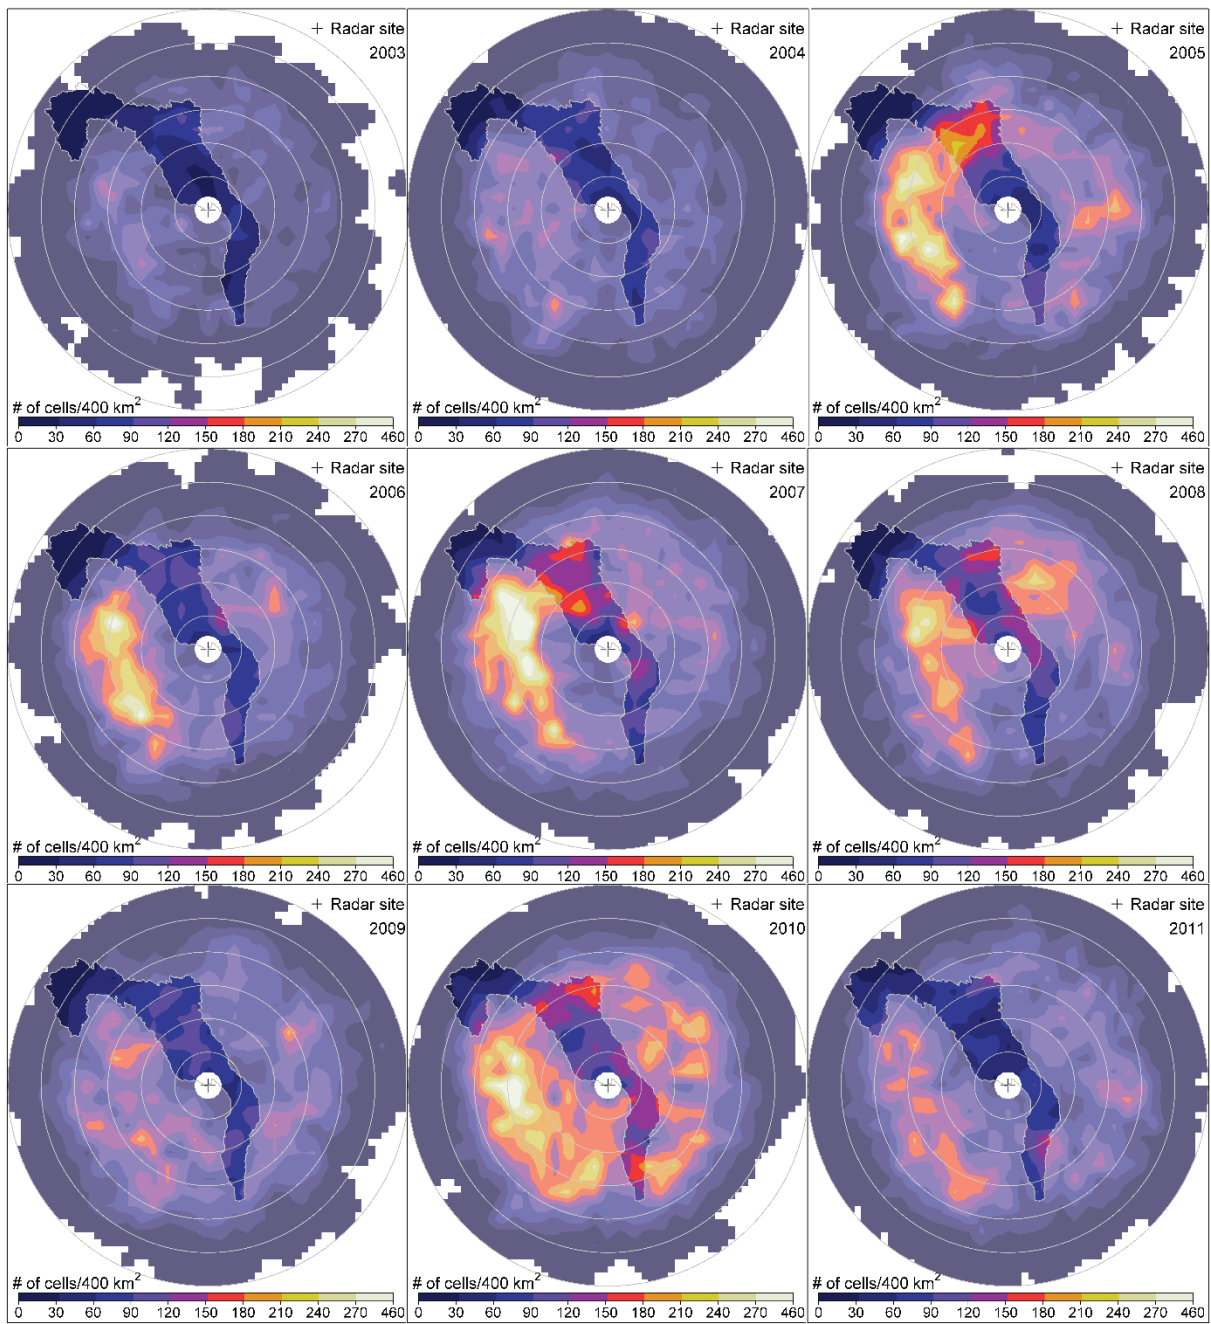 + Radar site
2003
# of cells/400 km2
0 30 60 90 120 150 180 210 240 270 460
+ Radar site
2004
# of cells/400 km2
0 30 60 90 120 150 180 210 240 270 460
+ Radar site
2005
# of cells/400 km2
0 30 60 90 120 150 180 210 240 270 460
+ Radar site
2006
# of cells/400 km2
0 30 60 90 120 150 180 210 240 270 460
+ Radar site
2007
# of cells/400 km2
0 30 60 90 120 150 180 210 240 270 460
+ Radar site
2008
# of cells/400 km2
0 30 60 90 120 150 180 210 240 270 460
+ Radar site
2009
# of cells/400 km2
0 30 60 90 120 150 180 210 240 270 460
+ Radar site
2010
# of cells/400 km2
0 30 60 90 120 150 180 210 240 270 460
+ Radar site
2011
# of cells/400 km2
0 30 60 90 120 150 180 210 240 270 460